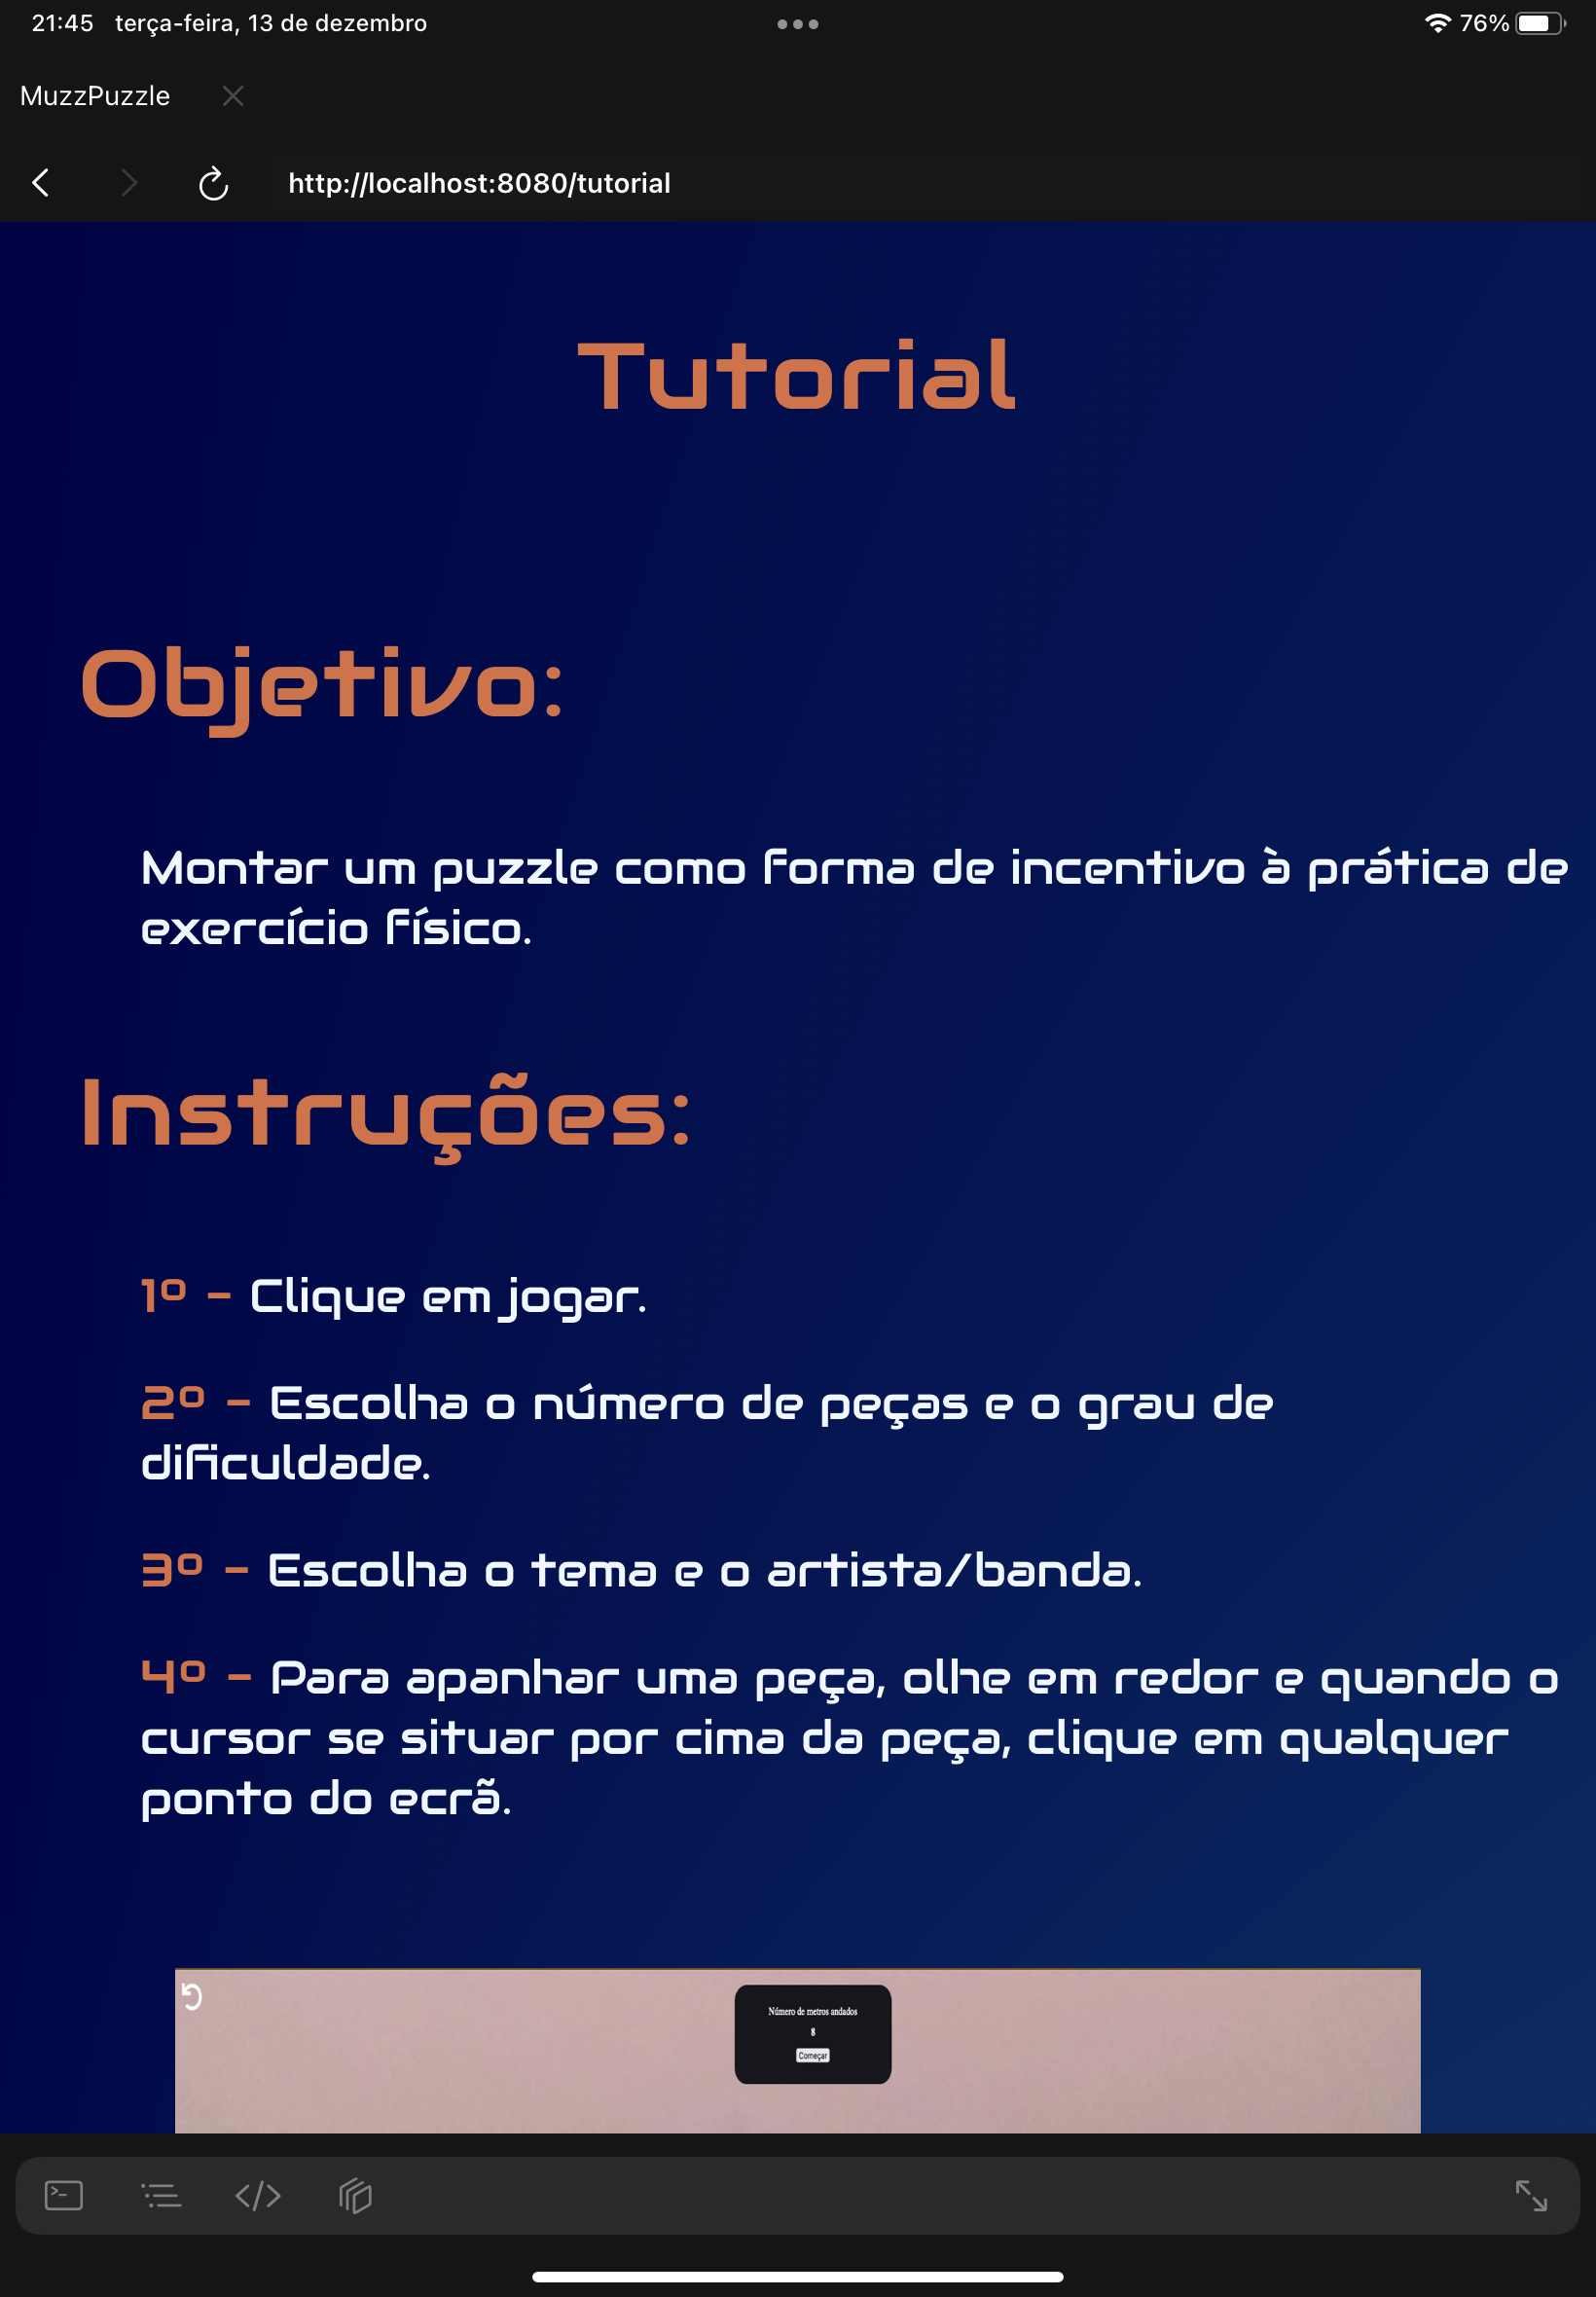 21:45 terça-feira, 13 de dezembro
76%
MuzzPuzzle
http://localhost:8080/tutorial
Tutorial
Objetivo:
Montar um puzzle como forma de incentivo à prática de
exercício físico.
Instruções:
1º - Clique em jogar.
2º - Escolha o número de peças e o grau de
dificuldade.
3º - Escolha o tema e o artista/banda.
4º - Para apanhar uma peça, olhe em redor e quando o
cursor se situar por cima da peça, clique em qualquer
ponto do ecrã.
Número de metros andados
8
Começar